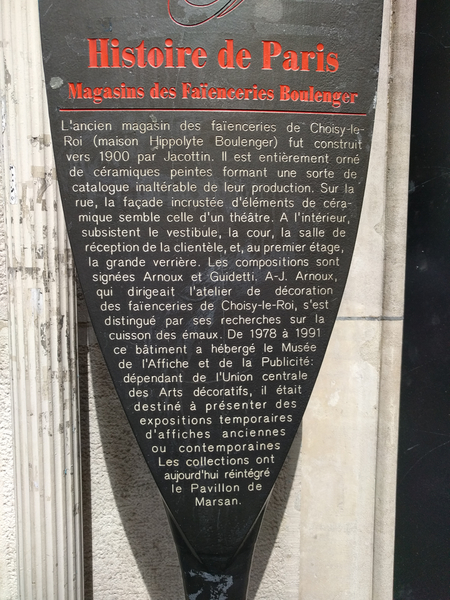 Histoire de Paris
Magasins des Faïenceries Boulenger
L'ancien magasin des faïenceries de Choisy-le-
Roi (maison Hippolyte Boulenger) fut construit
vers 1900 par Jacottin. Il est entièrement orné
de céramiques peintes formant une sorte de
catalogue inaltérable de leur production. Sur la
rue, la façade incrustée d'éléments de céra-
mique semble celle d'un théâtre. A l'intérieur,
subsistent le vestibule, la cour, la salle de
réception de la clientèle, et, au premier étage,
la grande verrière. Les compositions sont
signées Arnoux et Guidetti. A-J. Arnoux,
qui dirigeait l'atelier de décoration
des faïenceries de Choisy-le-Roi, s'est
distingué par ses recherches sur la
cuisson des émaux. De 1978 à 1991
ce bâtiment a hébergé le Musée
de l'Affiche et de la Publicité:
dépendant de l'Union centrale
des Arts décoratifs, il était
destiné à présenter des
expositions temporaires
d'affiches anciennes
ou contemporaines
Les collections ont
aujourd'hui réintégré
le Pavillon de
Marsan.